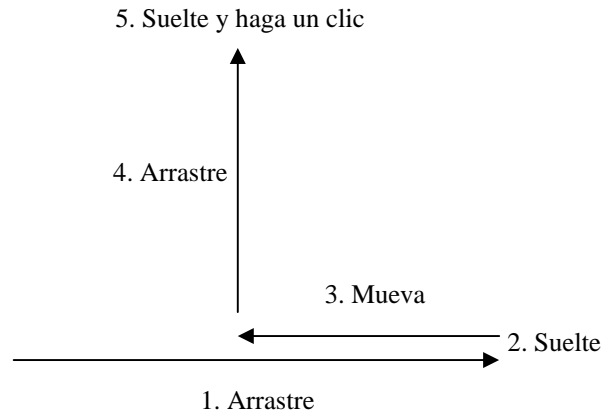 5. Suelte y haga un clic
4. Arrastre
3. Mueva
2. Suelte
1. Arrastre